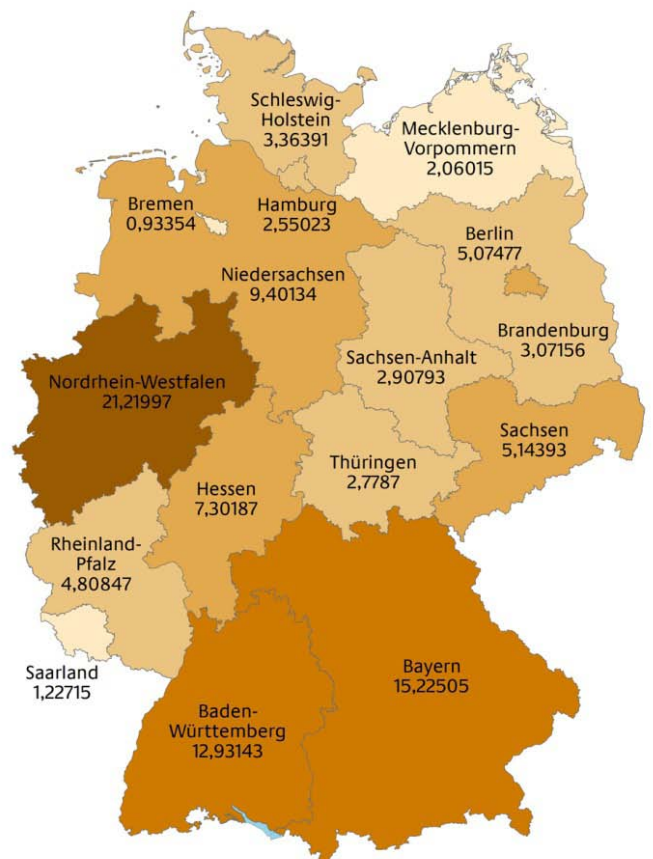 Schleswig-
Holstein
3,36391
Mecklenburg-
Vorpommern
2,06015
Bremen
0,93354
Hamburg
2,55023
Berlin
5,07477
Niedersachsen
9,40134
Brandenburg
3,07156
Sachsen-Anhalt
2,90793
Nordrhein-Westfalen
21,21997
Sachsen
5,14393
Thüringen
2,7787
Hessen
7,30187
Rheinland-
Pfalz
4,80847
Saarland
1,22715
Bayern
15,22505
Baden-
Württemberg
12,93143